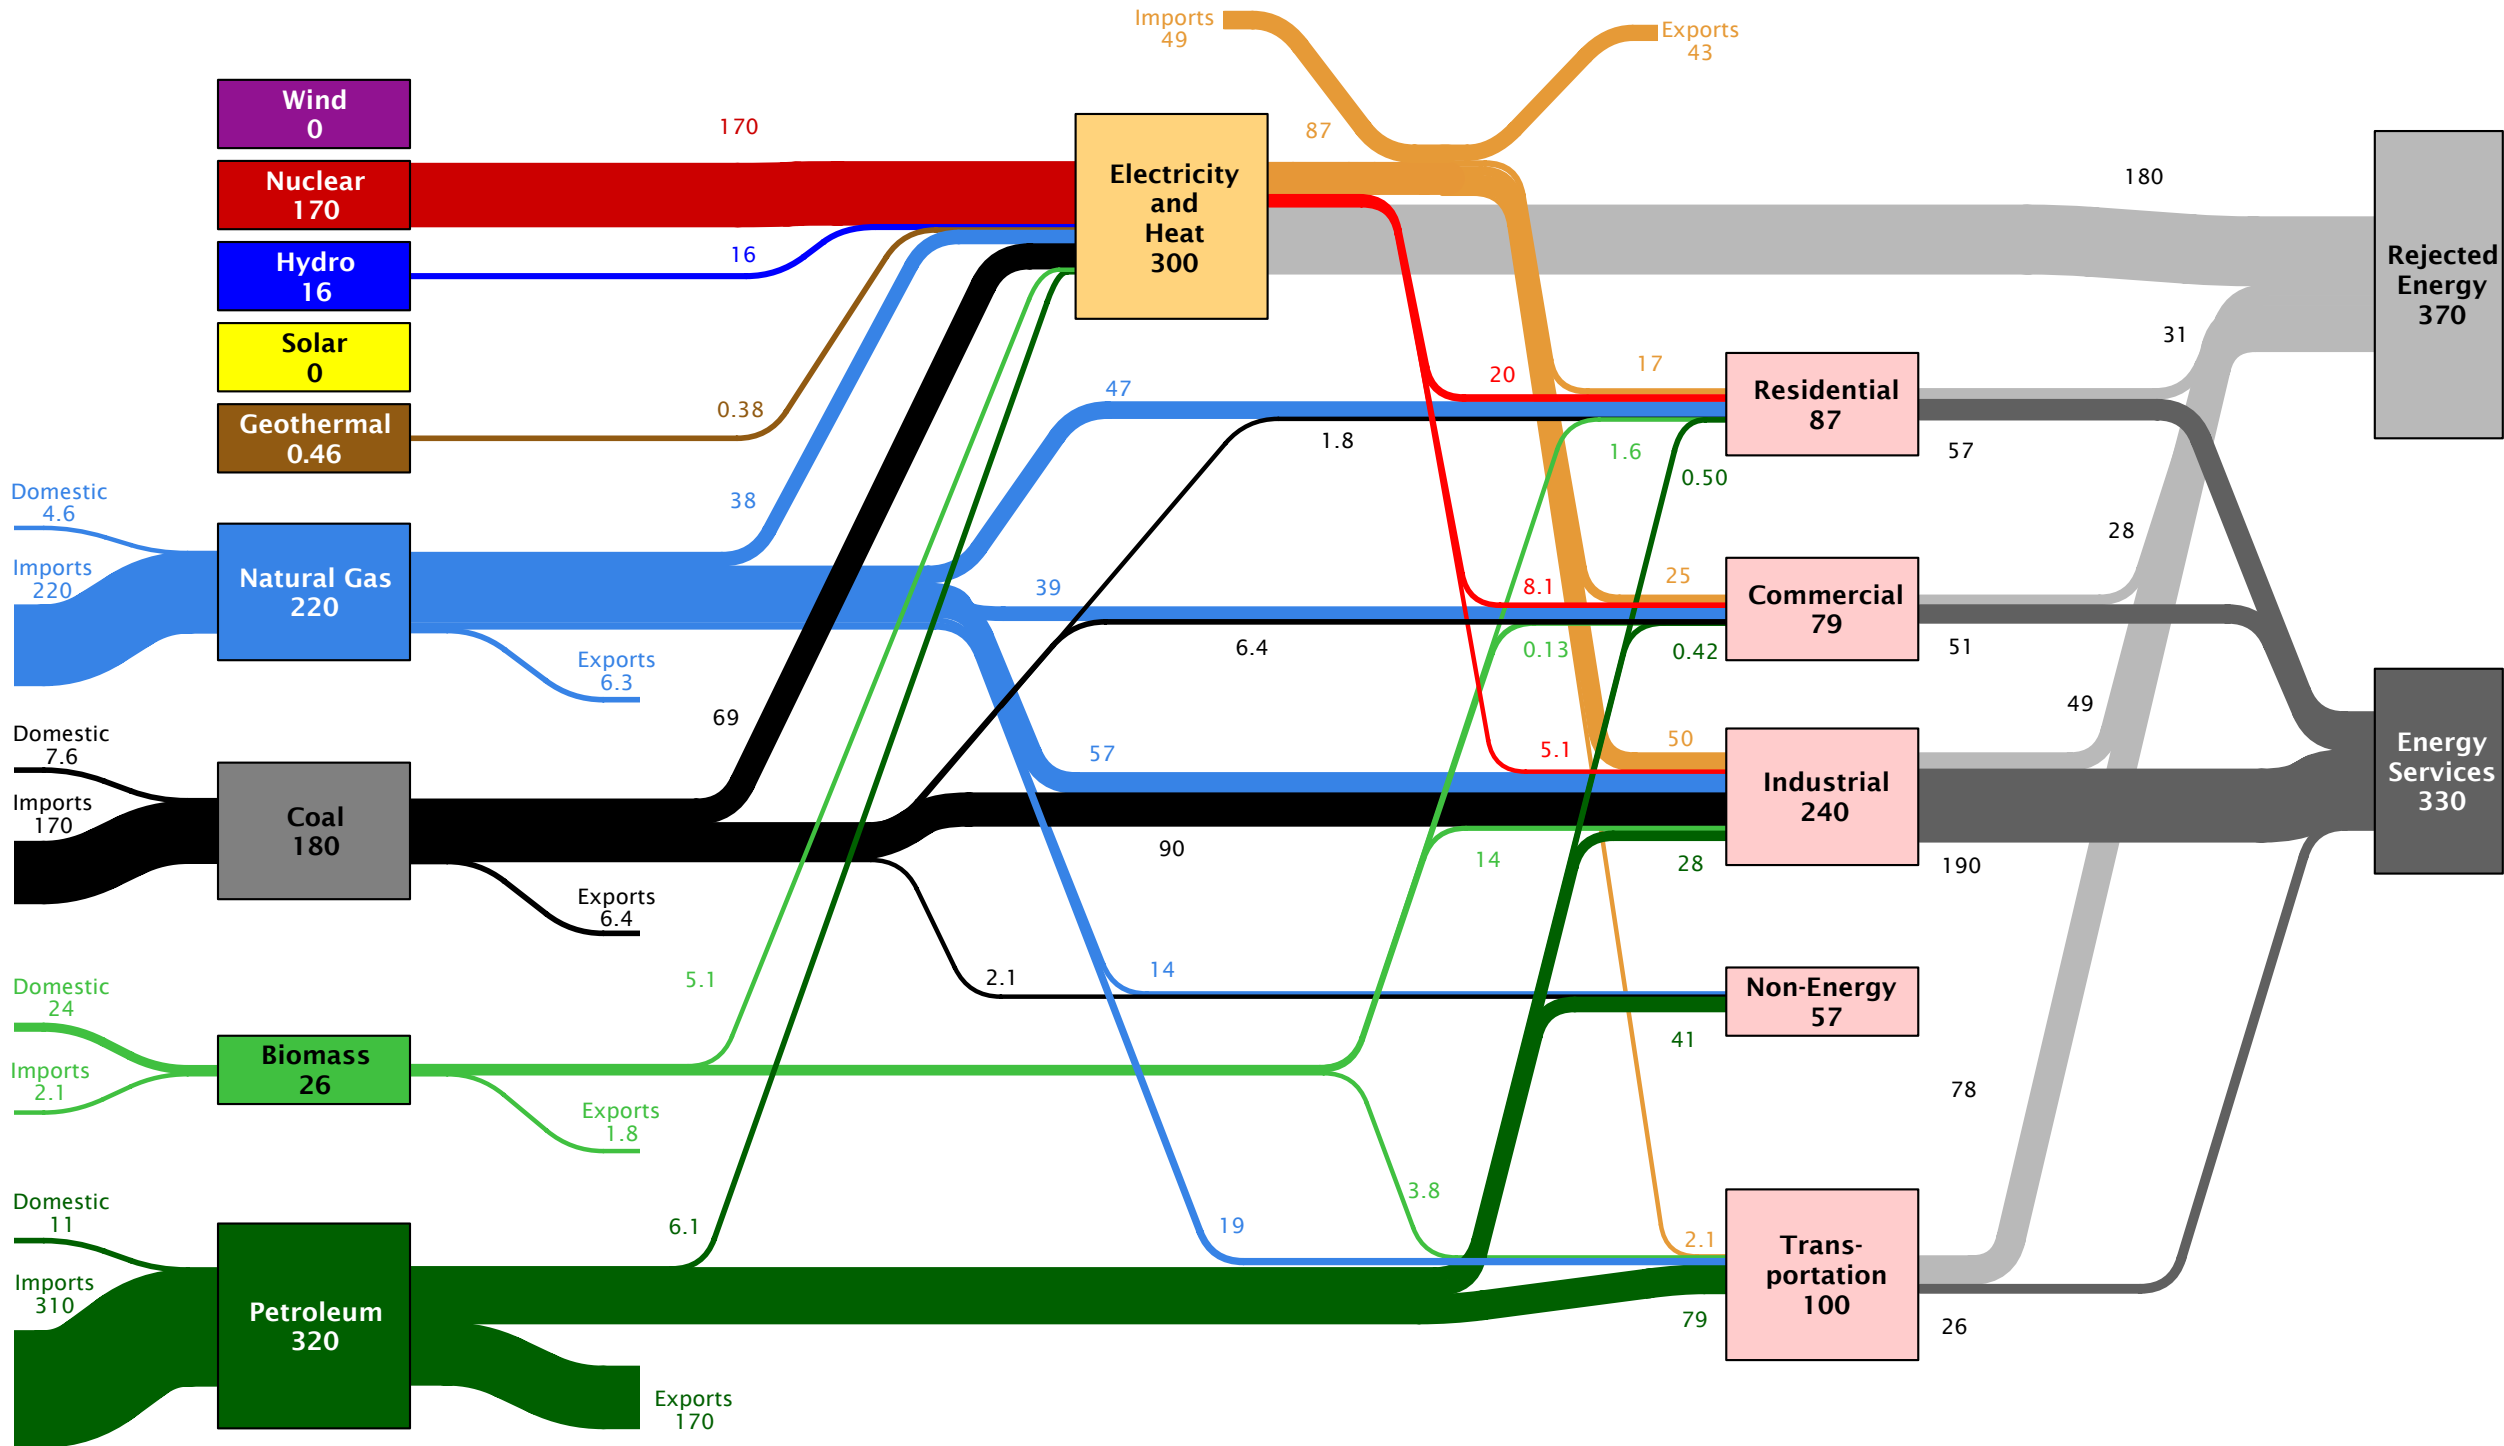 Imports
49
Exports
43
Wind
0
Nuclear
170
Hydro
16
Solar
0
Geothermal
0.46
170
16
0.38
Electricity
and
Heat
300
87
180
Rejected
Energy
370
Domestic
4.6
Imports
220
Natural Gas
220
Exports
6.3
38
47
39
57
14
19
Domestic
7.6
Imports
170
Coal
180
Exports
6.4
69
1.8
6.4
90
2.1
Domestic
24
Imports
2.1
Biomass
26
Exports
1.8
5.1
1.6
0.13
14
3.8
Domestic
11
Imports
310
Petroleum
320
Exports
170
6.1
0.50
0.42
28
41
79
20
8.1
5.1
17
25
50
2.1
Residential
87
31
57
Commercial
79
28
51
Industrial
240
49
190
Non-Energy
57
Trans-
portation
100
78
26
Energy
Services
330